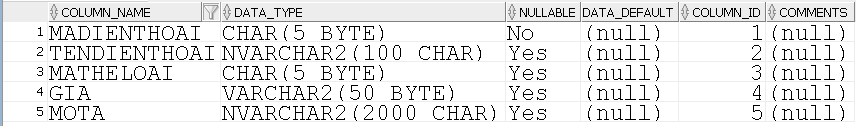 COLUMN_NAME DATA_TYPE NULLABLE DATA_DEFAULT COLUMN_ID COMMENTS
1 MADIENTHOAI CHAR(5 BYTE) No (null) 1 (null)
2 TENDIENTHOAI NVARCHAR2(100 CHAR) Yes (null) 2 (null)
3 MATHELOAI CHAR(5 BYTE) Yes (null) 3 (null)
4 GIA VARCHAR2(50 BYTE) Yes (null) 4 (null)
5 MOTA NVARCHAR2(2000 CHAR) Yes (null) 5 (null)